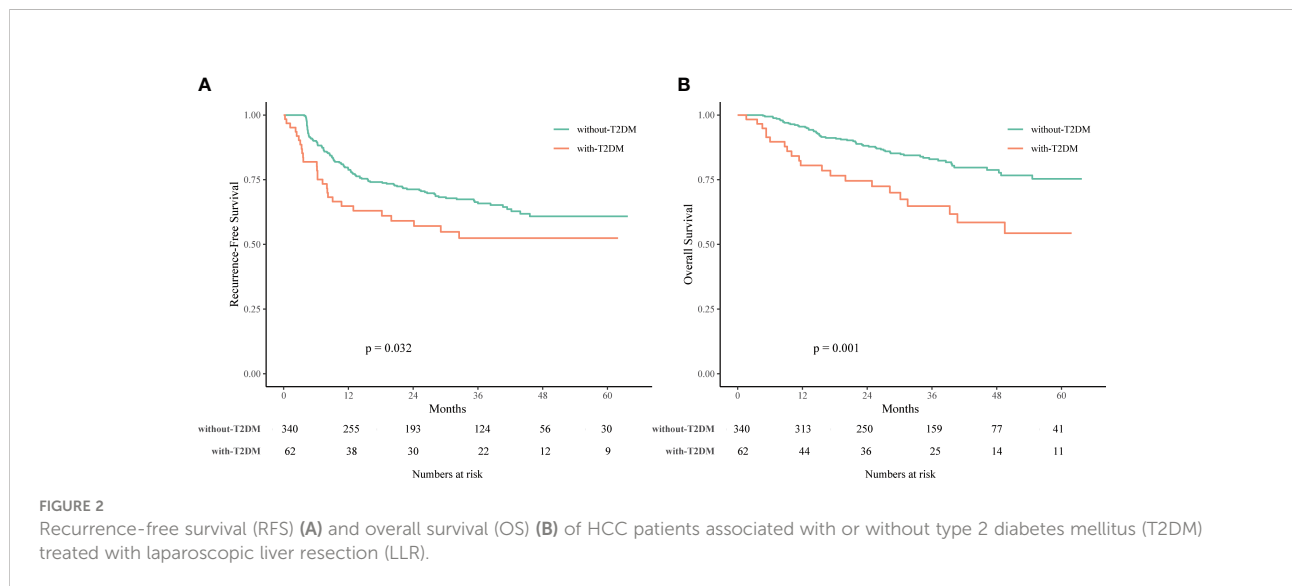 A
B
1.00
0.75
0.50
0.25
0.00
Recurrence-Free Survival
without-T2DM
with-T2DM
p = 0.032
0 12 24 36 48 60
Months
without-T2DM 340 255 193 124 56 30
with-T2DM 62 38 30 22 12 9
Numbers at risk
1.00
0.75
0.50
0.25
0.00
Overall Survival
without-T2DM
with-T2DM
p = 0.001
0 12 24 36 48 60
Months
without-T2DM 340 313 250 159 77 41
with-T2DM 62 44 36 25 14 11
Numbers at risk
FIGURE 2
Recurrence-free survival (RFS) (A) and overall survival (OS) (B) of HCC patients associated with or without type 2 diabetes mellitus (T2DM)
treated with laparoscopic liver resection (LLR).